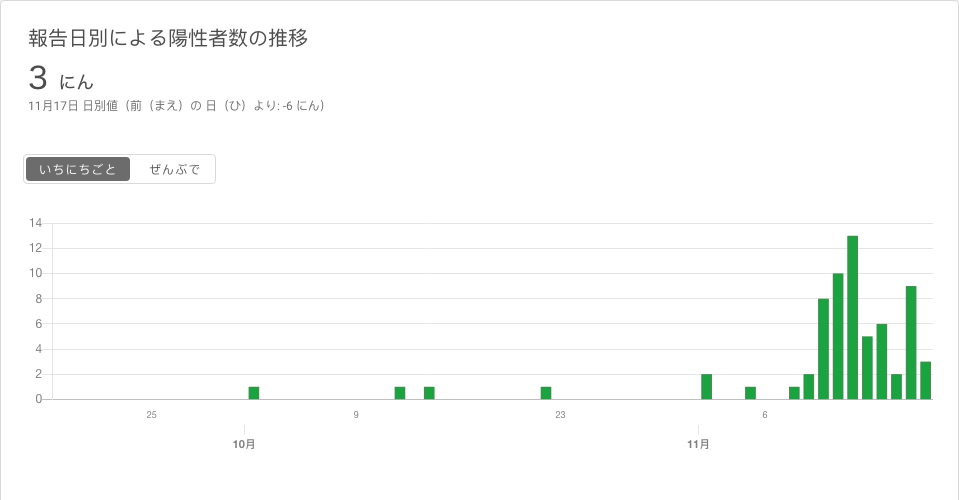 報告日別による陽性者数の推移
3 にん
11月17日 日別値（前（まえ）の 日（ひ）より: -6 にん）
いちにちごと ぜんぶで
14
12
10
8
6
4
2
0
25 9 23 6
10月 11月